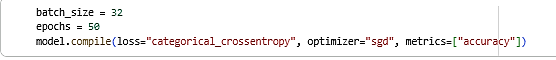 batch_size = 32
epochs = 50
model.compile(loss="categorical_crossentropy", optimizer="sgd", metrics=["accuracy"])